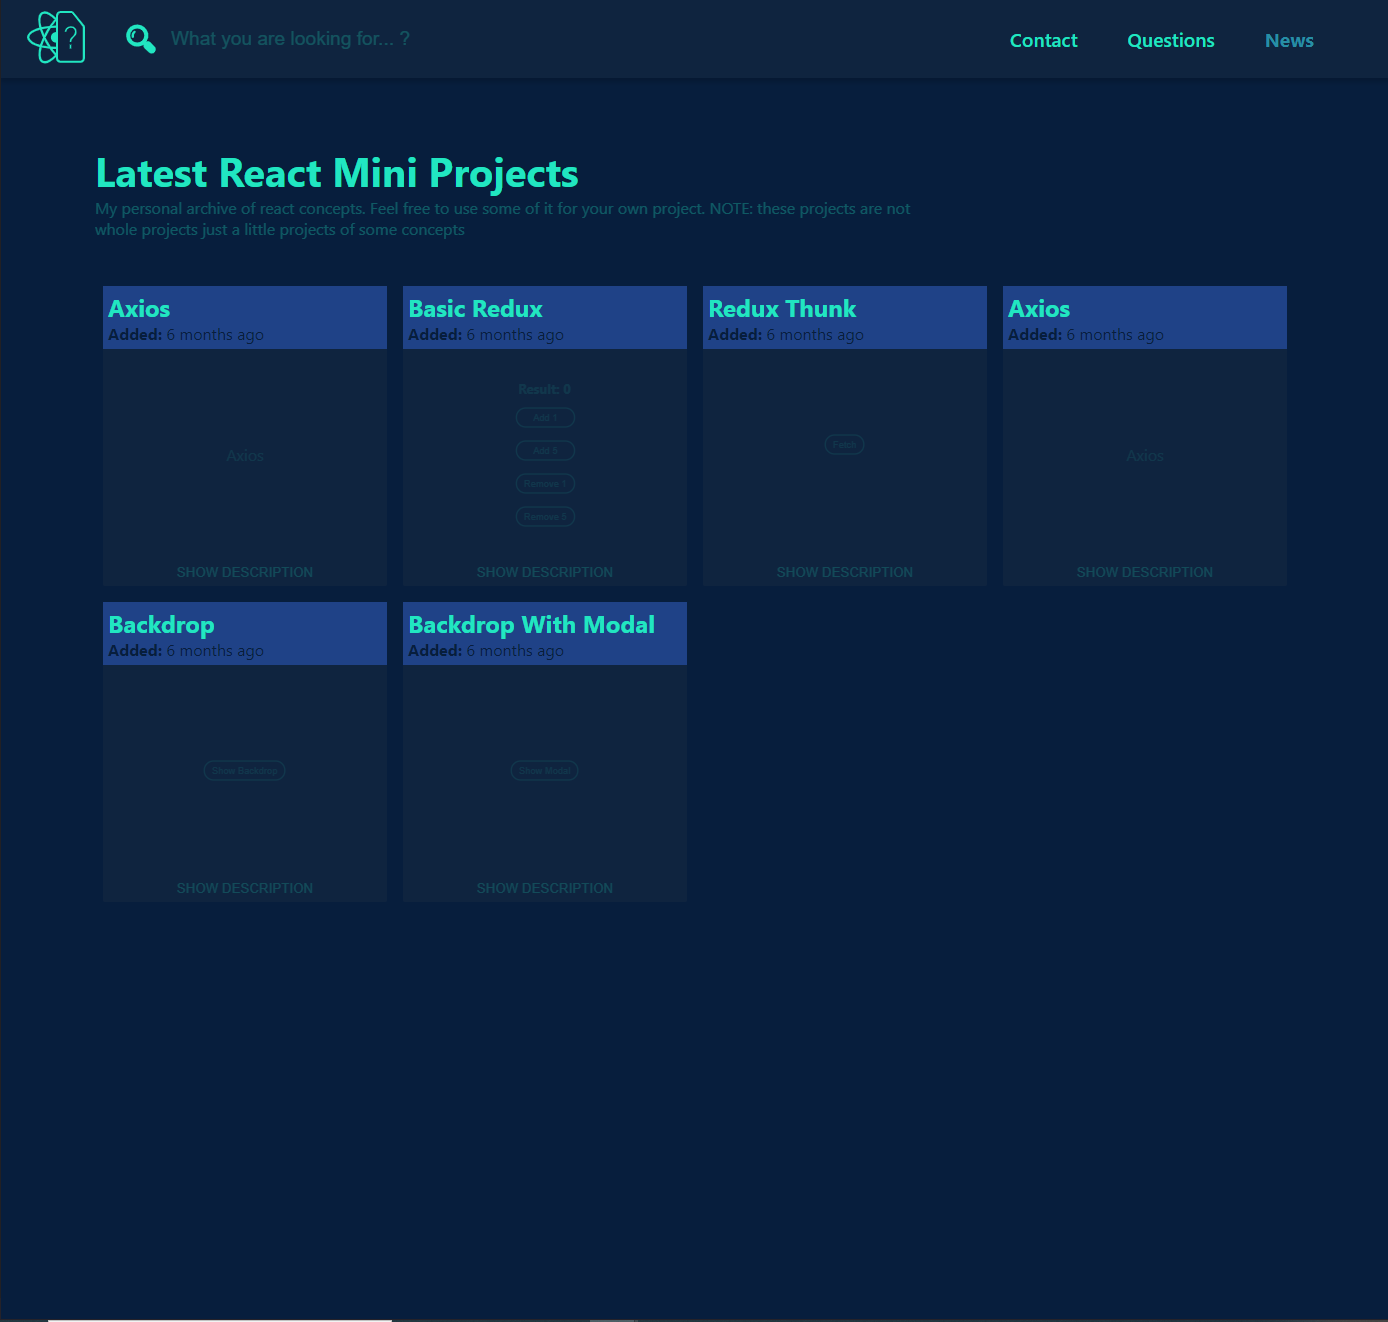 ?
What you are looking for... ?
Contact
Questions
News
Latest React Mini Projects
My personal archive of react concepts. Feel free to use some of it for your own project. NOTE: these projects are not
whole projects just a little projects of some concepts
Axios
Added: 6 months ago
Axios
SHOW DESCRIPTION
Basic Redux
Added: 6 months ago
Result: 0
Add 1
Add 5
Remove 1
Remove 5
SHOW DESCRIPTION
Redux Thunk
Added: 6 months ago
Fetch
SHOW DESCRIPTION
Axios
Added: 6 months ago
Axios
SHOW DESCRIPTION
Backdrop
Added: 6 months ago
Show Backdrop
SHOW DESCRIPTION
Backdrop With Modal
Added: 6 months ago
Show Modal
SHOW DESCRIPTION